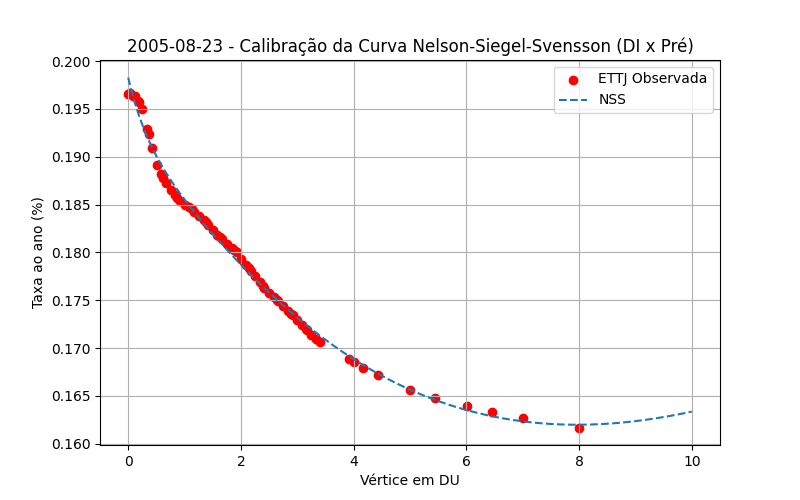 2005-08-23 - Calibração da Curva Nelson-Siegel-Svensson (DI x Pré)
ETTJ Observada
NSS
Taxa ao ano (%)
0.200
0.195
0.190
0.185
0.180
0.175
0.170
0.165
0.160
0 2 4 6 8 10
Vértice em DU